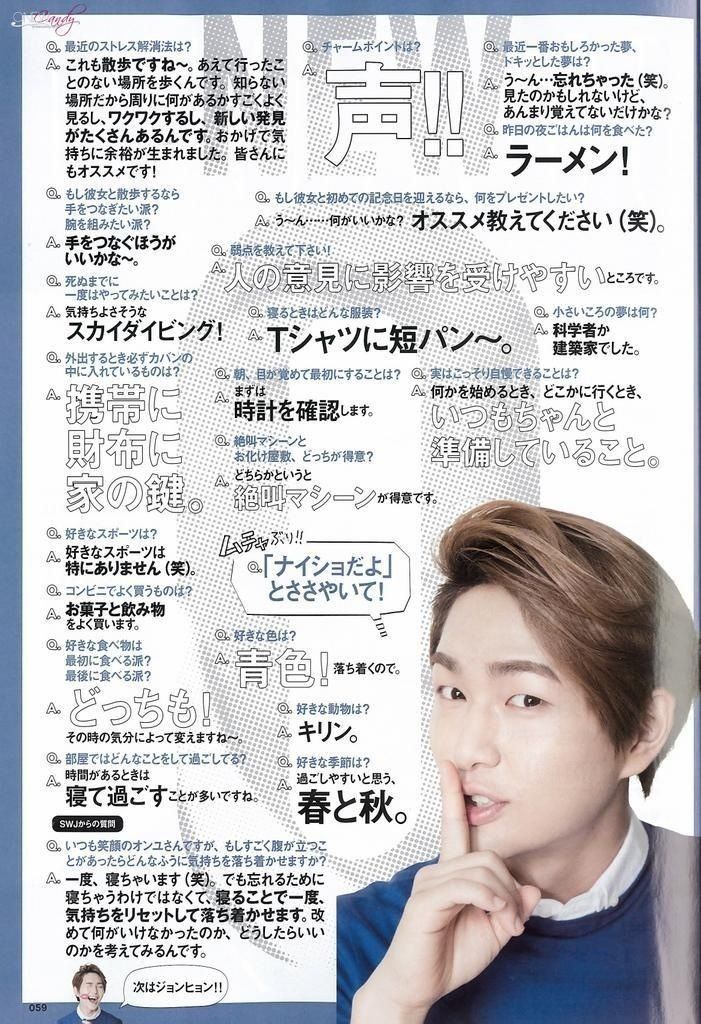 Candy
NEW
Q. 最近のストレス解消法は?
A. これも散歩ですね〜。あえて行ったこ
とのない場所を歩くんです。知らない
場所だから周りに何があるかすごくよく
見るし、ワクワクするし、新しい発見
がたくさんあるんです。おかげで気
持ちに余裕が生まれました。皆さんに
もオススメです!
Q. チャームポイントは?
A. 声!!
Q. 最近一番おもしろかった夢、
ドキッとした夢は?
A. う〜ん…忘れちゃった(笑)。
見たのかもしれないけど、
あんまり覚えてないだけかな?
Q. 昨日の夜ごはんは何を食べた?
A. ラーメン!
Q. もし彼女と散歩するなら
手をつなぎたい派?
腕を組みたい派?
A. 手をつなぐほうが
いいかな〜。
Q. もし彼女と初めての記念日を迎えるなら、何をプレゼントしたい?
A. う〜ん……何がいいかな? オススメ教えてください(笑)。
Q. 弱点を教えて下さい!
A. 人の意見に影響を受けやすいところです。
Q. 死ぬまでに
一度はやってみたいことは?
A. 気持ちよさそうな
スカイダイビング!
Q. 寝るときはどんな服装?
A. Tシャツに短パン〜。
Q. 小さいころの夢は何?
A. 科学者か
建築家でした。
Q. 外出するとき必ずカバンの
中に入れているものは?
A. 携帯に
財布に
家の鍵。
Q. 朝、目が覚めて最初にすることは?
A. まずは
時計を確認します。
Q. 実はこっそり自慢できることは?
A. 何かを始めるとき、どこかに行くとき、
いつもちゃんと
準備していること。
Q. 絶叫マシーンと
お化け屋敷、どっちが得意?
A. どちらかというと
絶叫マシーンが得意です。
Q. 好きなスポーツは?
A. 好きなスポーツは
特にありません(笑)。
ムチャぶり!!
Q. 「ナイショだよ」
とささやいて!
Q. コンビニでよく買うものは?
A. お菓子と飲み物
をよく買います。
Q. 好きな食べ物は
最初に食べる派?
最後に食べる派?
A. どっちも!
その時の気分によって変えますね〜。
Q. 好きな色は?
A. 青色! 落ち着くので。
Q. 好きな動物は?
A. キリン。
Q. 部屋ではどんなことをして過ごしてる?
A. 時間があるときは
寝て過ごすことが多いですね。
Q. 好きな季節は?
A. 過ごしやすいと思う、
春と秋。
SWJからの質問
Q. いつも笑顔のオンユさんですが、もしすごく腹が立つこ
とがあったらどんなふうに気持ちを落ち着かせますか?
A. 一度、寝ちゃいます(笑)でも忘れるために
寝ちゃうわけではなくて、寝ることで一度、
気持ちをリセットして落ち着かせます。改
めて何がいけなかったのか、どうしたらいい
のかを考えてみるんです。
次はジョンヒョン!!
059